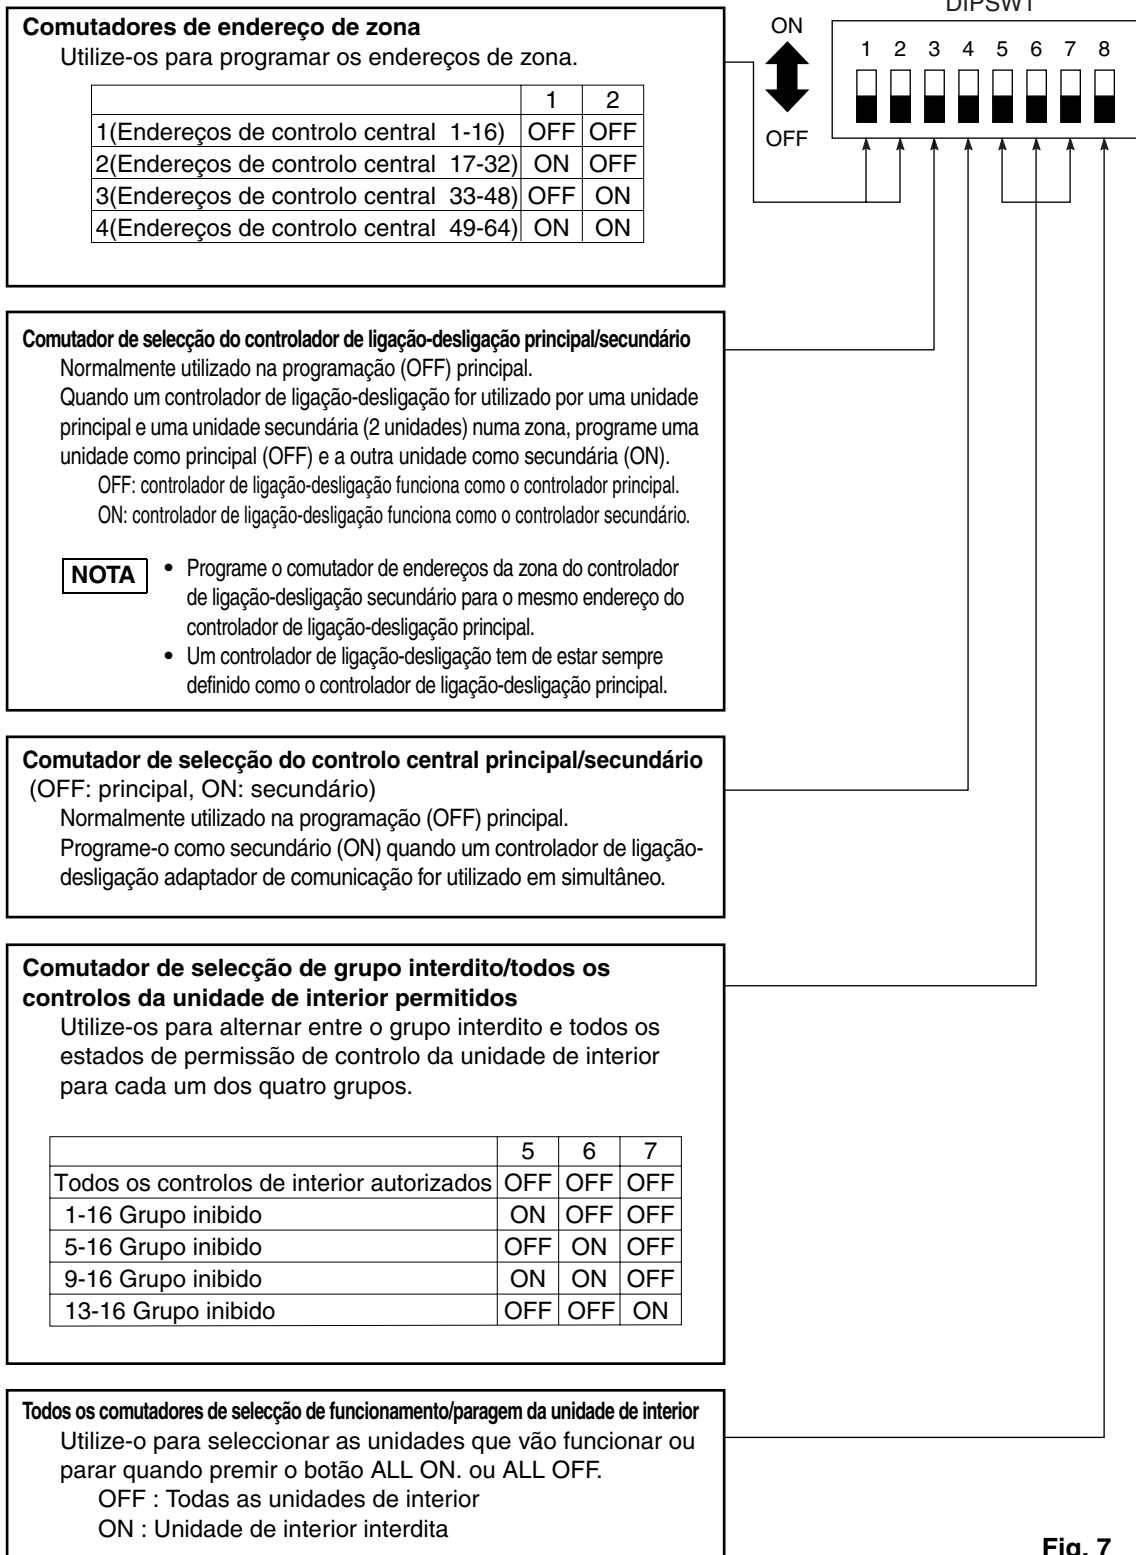 DIPSW1
ON
OFF
1 2 3 4 5 6 7 8
Comutadores de endereço de zona
Utilize-os para programar os endereços de zona.
1 2
1(Endereços de controlo central 1-16) OFF OFF
2(Endereços de controlo central 17-32) ON OFF
3(Endereços de controlo central 33-48) OFF ON
4(Endereços de controlo central 49-64) ON ON
Comutador de selecção do controlador de ligação-desligação principal/secundário
Normalmente utilizado na programação (OFF) principal.
Quando um controlador de ligação-desligação for utilizado por uma unidade
principal e uma unidade secundária (2 unidades) numa zona, programe uma
unidade como principal (OFF) e a outra unidade como secundária (ON).
OFF: controlador de ligação-desligação funciona como o controlador principal.
ON: controlador de ligação-desligação funciona como o controlador secundário.
NOTA • Programe o comutador de endereços da zona do controlador
de ligação-desligação secundário para o mesmo endereço do
controlador de ligação-desligação principal.
• Um controlador de ligação-desligação tem de estar sempre
definido como o controlador de ligação-desligação principal.
Comutador de selecção do controlo central principal/secundário
(OFF: principal, ON: secundário)
Normalmente utilizado na programação (OFF) principal.
Programe-o como secundário (ON) quando um controlador de ligação-
desligação adaptador de comunicação for utilizado em simultâneo.
Comutador de selecção de grupo interdito/todos os
controlos da unidade de interior permitidos
Utilize-os para alternar entre o grupo interdito e todos os
estados de permissão de controlo da unidade de interior
para cada um dos quatro grupos.
5 6 7
Todos os controlos de interior autorizados OFF OFF OFF
1-16 Grupo inibido ON OFF OFF
5-16 Grupo inibido OFF ON OFF
9-16 Grupo inibido ON ON OFF
13-16 Grupo inibido OFF OFF ON
Todos os comutadores de selecção de funcionamento/paragem da unidade de interior
Utilize-o para seleccionar as unidades que vão funcionar ou
parar quando premir o botão ALL ON. ou ALL OFF.
OFF : Todas as unidades de interior
ON : Unidade de interior interdita
Fig. 7